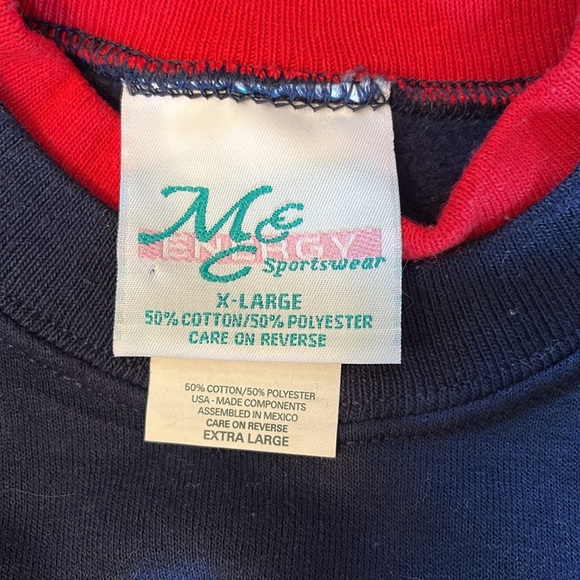 Mc&
ENERGY
Sportswear
X-LARGE
50% COTTON/50% POLYESTER
CARE ON REVERSE
50% COTTON/50% POLYESTER
USA - MADE COMPONENTS
ASSEMBLED IN MEXICO
CARE ON REVERSE
EXTRA LARGE